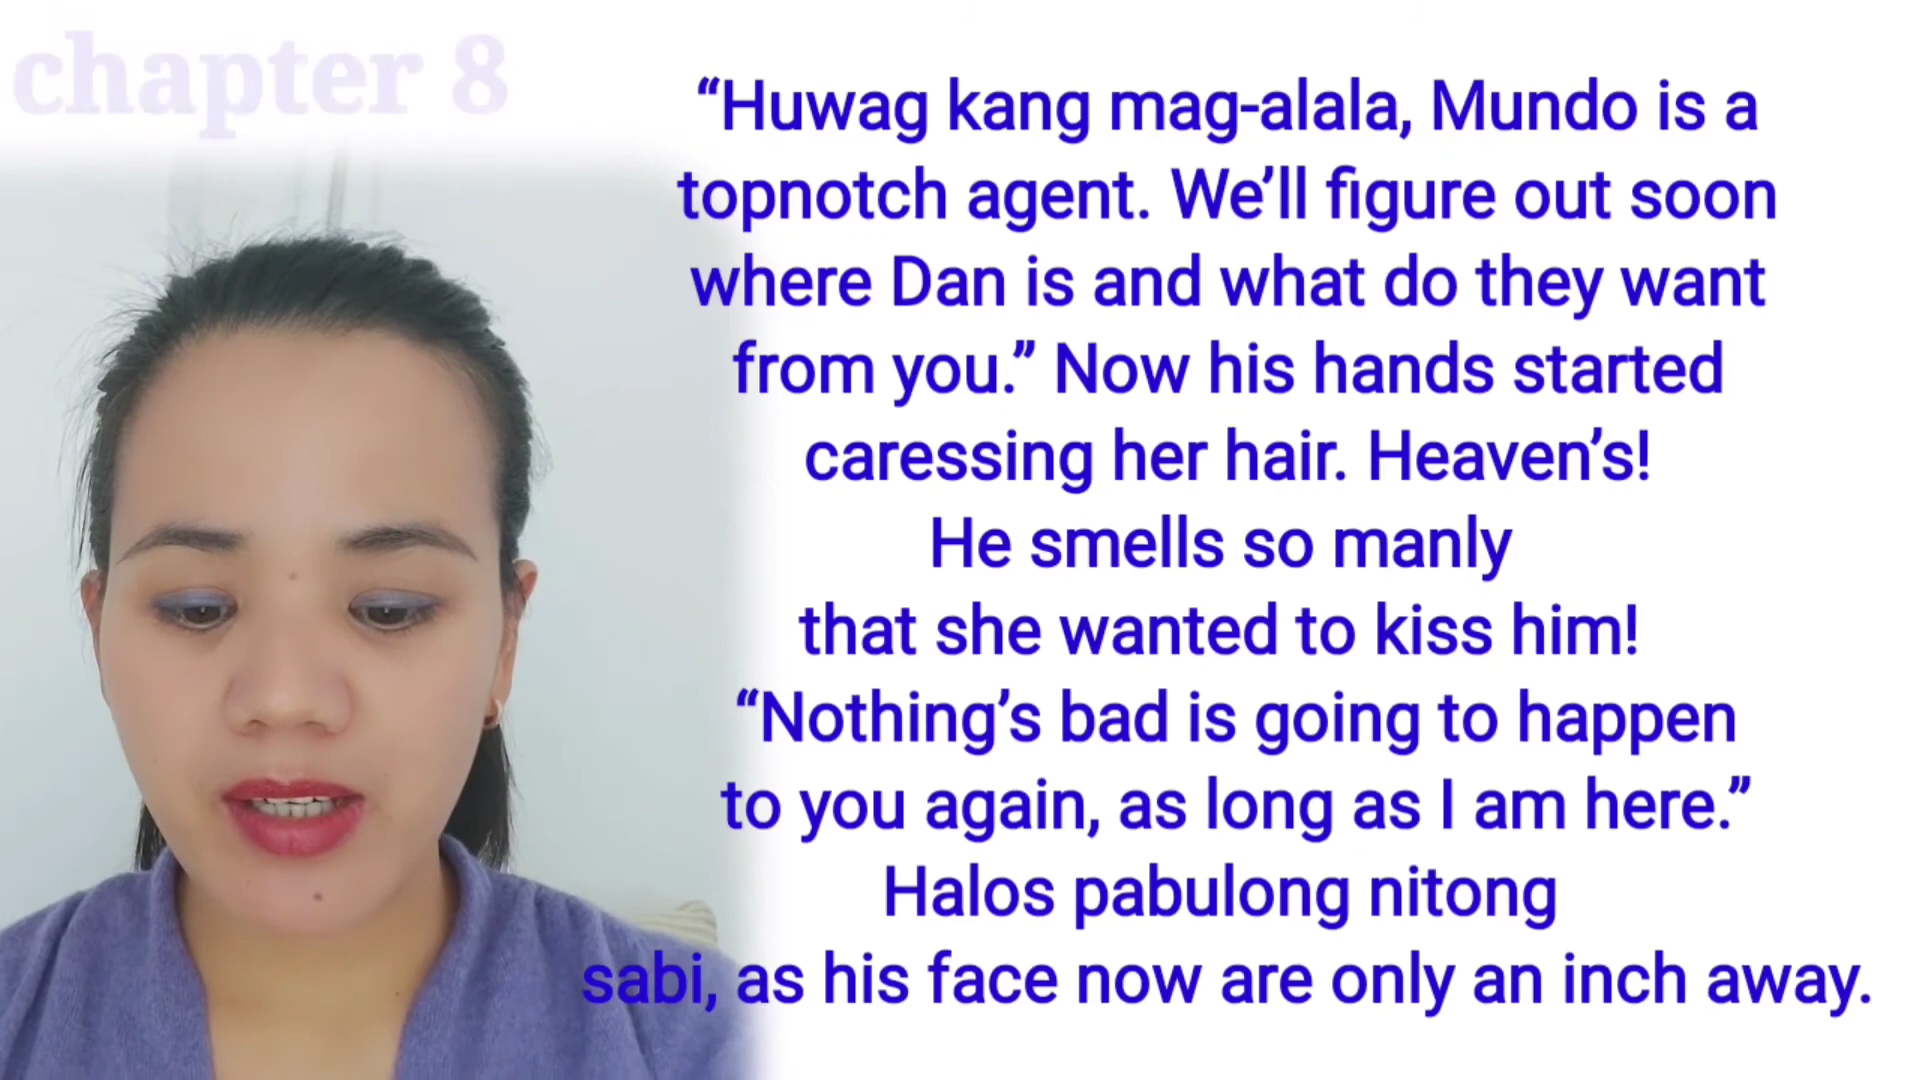 chapter 8
“Huwag kang mag-alala, Mundo is a
topnotch agent. We’ll figure out soon
where Dan is and what do they want
from you.” Now his hands started
caressing her hair. Heaven’s!
He smells so manly
that she wanted to kiss him!
“Nothing’s bad is going to happen
to you again, as long as I am here.”
Halos pabulong nitong
sabi, as his face now are only an inch away.